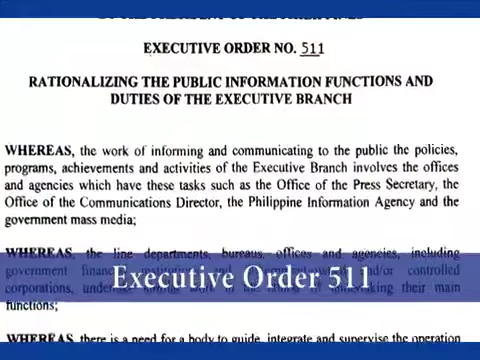 EXECUTIVE ORDER NO. 511
RATIONALIZING THE PUBLIC INFORMATION FUNCTIONS AND
DUTIES OF THE EXECUTIVE BRANCH
WHEREAS, the work of informing and communicating to the public the policies,
programs, achievements and activities of the Executive Branch involves the offices
and agencies which have these tasks such as the Office of the Press Secretary, the
Office of the Communications Director, the Philippine Information Agency and the
government mass media;
WHEREAS, the line departments, bureaus, offices and agencies, including
government controlled
Executive Order 511
corporations, their main
functions;
WHEREAS, there is a need for a body to guide, integrate and supervise the operation